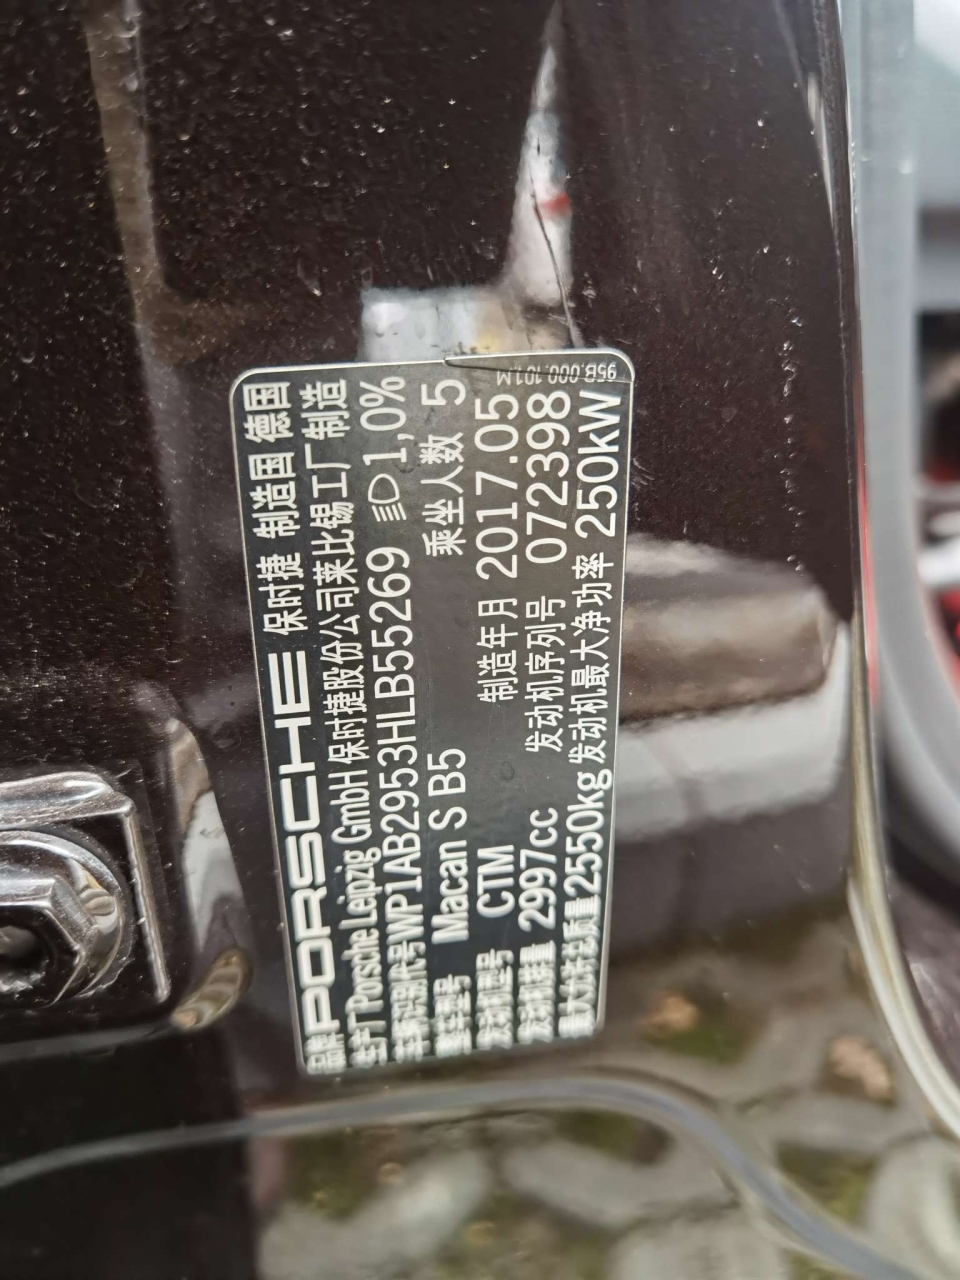 品牌 PORSCHE 保时捷 制造国 德国
生产厂 Porsche Leipzig GmbH 保时捷股份公司莱比锡工厂制造
车辆识别代号 WP1AB2953HLB55269 1,0%
整车型号 Macan S B5 乘坐人数 5
发动机型号 CTM 制造年月 2017.05
发动机排量 2997cc 发动机序列号 072398
最大允许总质量 2550kg 发动机最大净功率 250kW
95B.000.101.M